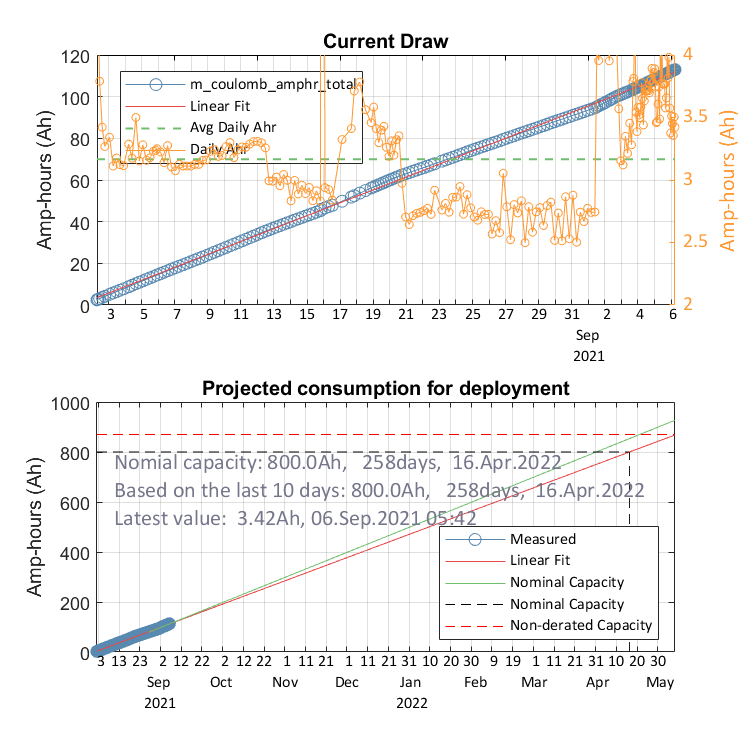 Current Draw
120
100
80
60
40
20
0
Amp-hours (Ah)
m_coulomb_amphr_total
Linear Fit
Avg Daily Ahr
Daily Ahr
4
3.5
3
2.5
2
Amp-hours (Ah)
3 5 7 9 11 13 15 17 19 21 23 25 27 29 31 2 4 6
Sep
2021
Projected consumption for deployment
1000
800
600
400
200
0
Amp-hours (Ah)
Nomial capacity: 800.0Ah, 258days, 16.Apr.2022
Based on the last 10 days: 800.0Ah, 258days, 16.Apr.2022
Latest value: 3.42Ah, 06.Sep.2021 05:42
Measured
Linear Fit
Nominal Capacity
Nominal Capacity
Non-derated Capacity
3 13 23 2 12 22 2 12 22 1 11 21 1 11 21 31 10 20 30 9 19 1 11 21 31 10 20 30
Sep Oct Nov Dec Jan Feb Mar Apr May
2021 2022